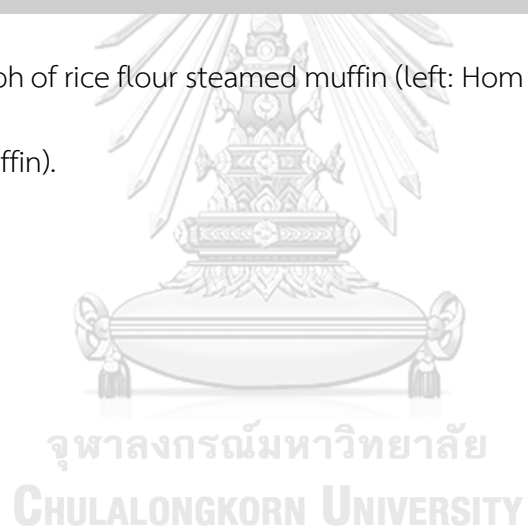 ph of rice flour steamed muffin (left: Hom
ffin).
จุฬาลงกรณ์มหาวิทยาลัย
CHULALONGKORN UNIVERSITY